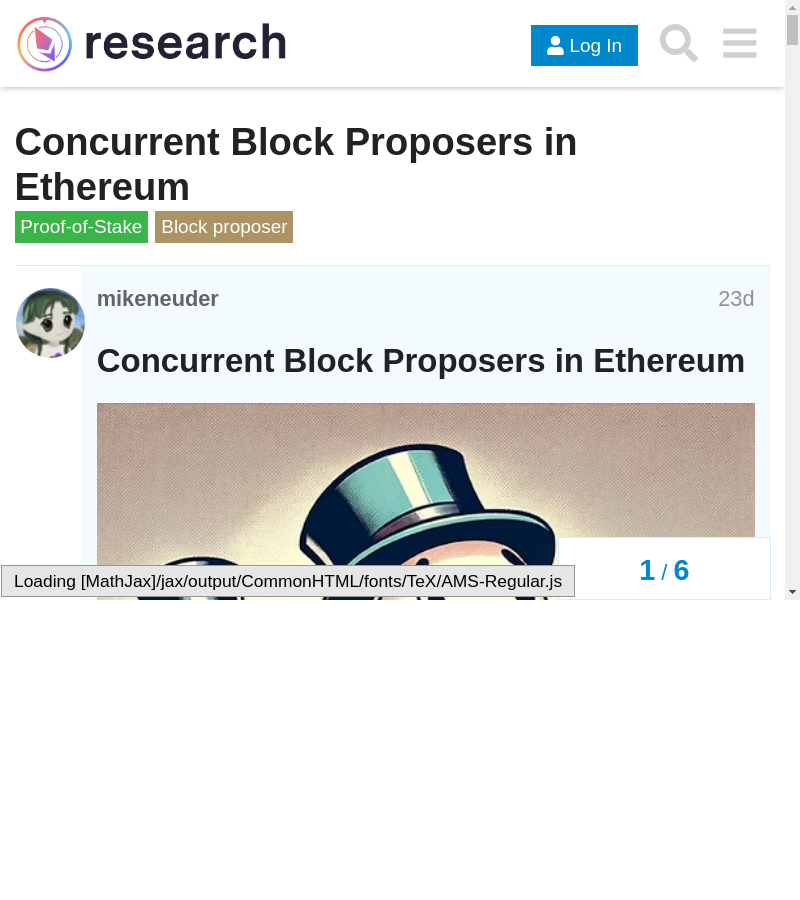 research
Log In
Concurrent Block Proposers in
Ethereum
Proof-of-Stake Block proposer
mikeneuder 23d
Concurrent Block Proposers in Ethereum
1 / 6
Loading [MathJax]/jax/output/CommonHTML/fonts/TeX/AMS-Regular.js